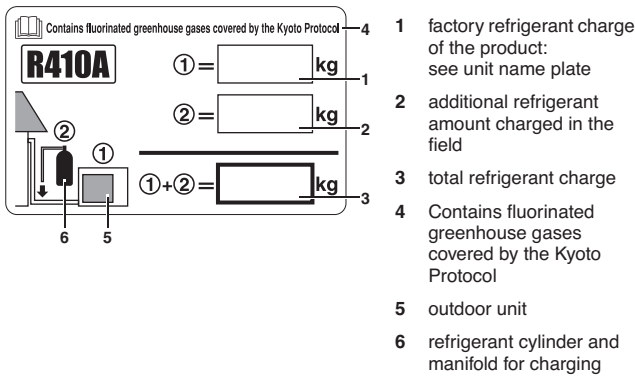 Contains fluorinated greenhouse gases covered by the Kyoto Protocol
4
R410A
①=
kg
1
②=
kg
2
②
①
①+②=
kg
3
6
5
1 factory refrigerant charge
of the product:
see unit name plate
2 additional refrigerant
amount charged in the
field
3 total refrigerant charge
4 Contains fluorinated
greenhouse gases
covered by the Kyoto
Protocol
5 outdoor unit
6 refrigerant cylinder and
manifold for charging